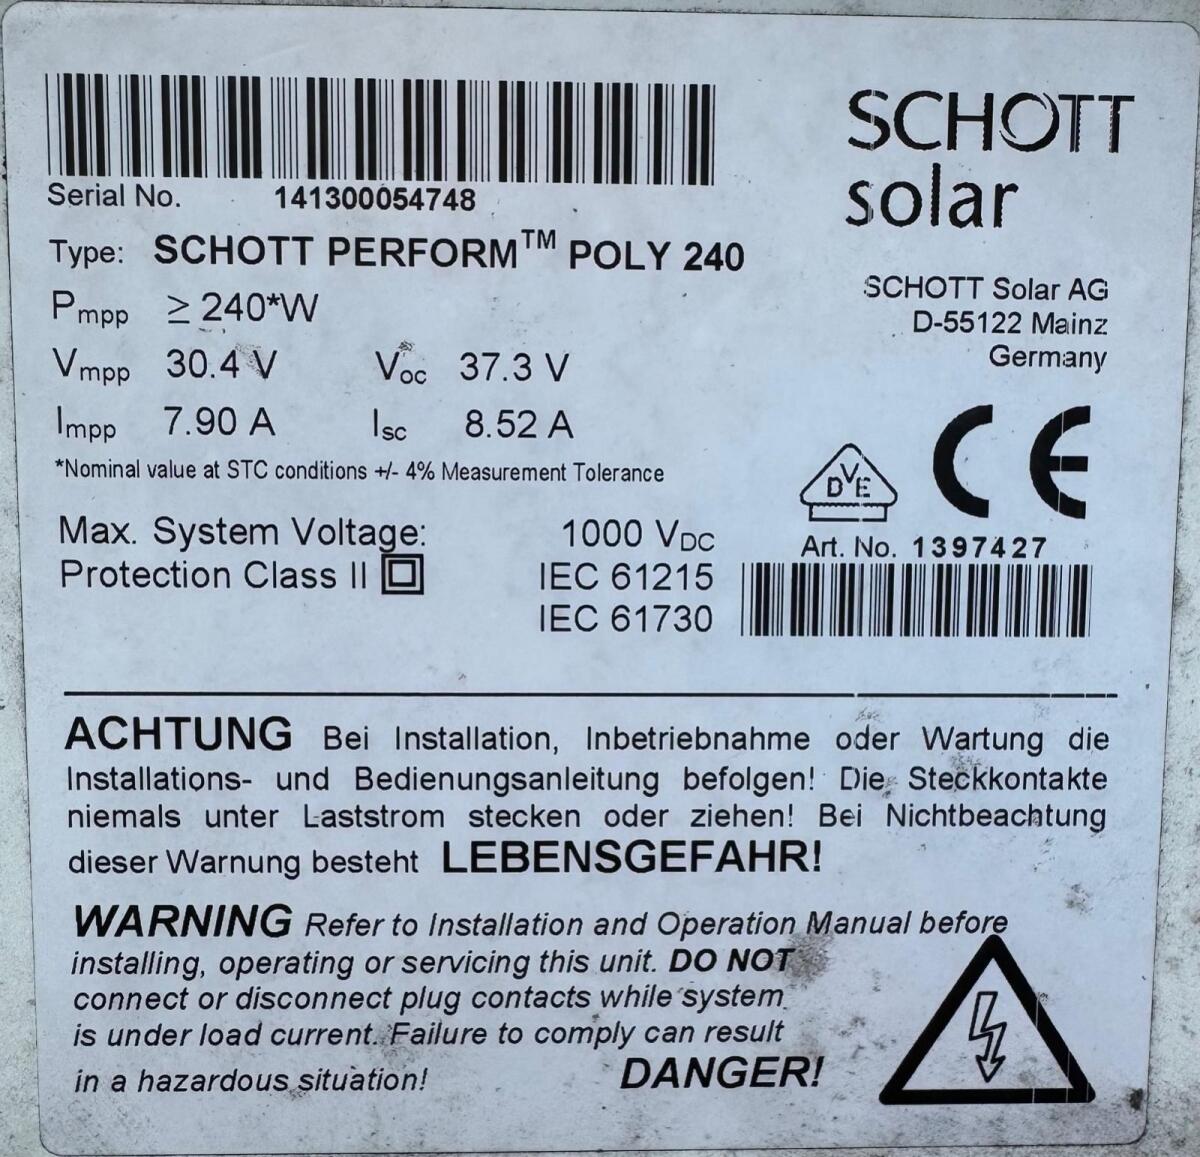 SCHOTT
solar
Serial No. 141300054748
Type: SCHOTT PERFORM™ POLY 240
Pmpp ≥ 240*W
Vmpp 30.4 V Voc 37.3 V
Impp 7.90 A Isc 8.52 A
*Nominal value at STC conditions +/- 4% Measurement Tolerance
SCHOTT Solar AG
D-55122 Mainz
Germany
DVE
CE
Max. System Voltage: 1000 VDC
Protection Class II IEC 61215
IEC 61730
Art. No. 1397427
ACHTUNG Bei Installation, Inbetriebnahme oder Wartung die
Installations- und Bedienungsanleitung befolgen! Die Steckkontakte
niemals unter Laststrom stecken oder ziehen! Bei Nichtbeachtung
dieser Warnung besteht LEBENSGEFAHR!
WARNING Refer to Installation and Operation Manual before
installing, operating or servicing this unit. DO NOT
connect or disconnect plug contacts while system
is under load current. Failure to comply can result
in a hazardous situation! DANGER!